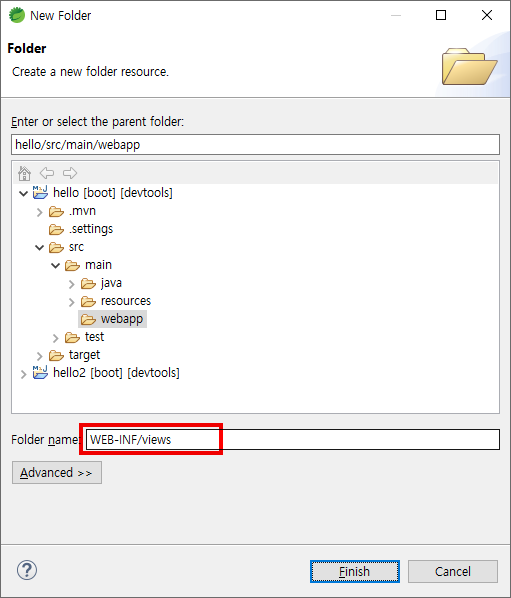 New Folder
Folder
Create a new folder resource.
Enter or select the parent folder:
hello/src/main/webapp
hello [boot] [devtools]
.mvn
.settings
src
main
java
resources
webapp
test
target
hello2 [boot] [devtools]
Folder name: WEB-INF/views
Advanced >>
Finish Cancel